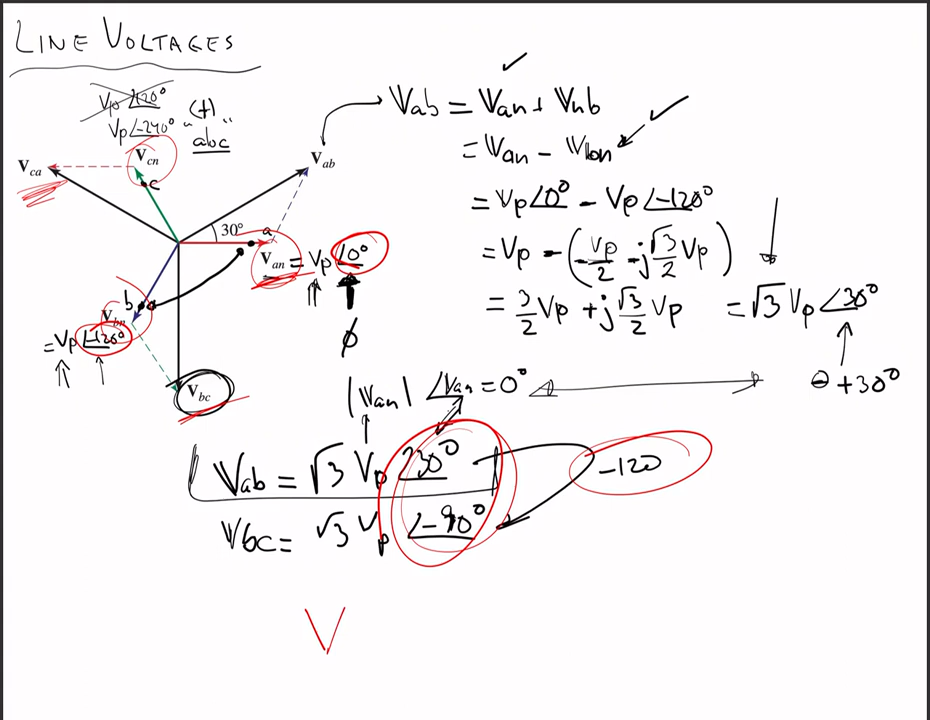 LINE VOLTAGES
Vp ∠120°
Vp ∠-240° (+)
"abc"
Vca
Vcn
c
Vab
30°
a
Van = Vp ∠0°
ϕ
b
Vbn
= Vp ∠-120°
Vbc
Vab = Van + Vnb
= Van - Vbn
= Vp ∠0° - Vp ∠-120°
= Vp - (-Vp/2 - j √3/2 Vp)
= 3/2 Vp + j √3/2 Vp = √3 Vp ∠30°
θ + 30°
|Van| ∠Van = 0°
Vab = √3 Vp ∠30°
-120
Vbc = √3 Vp ∠-90°
V